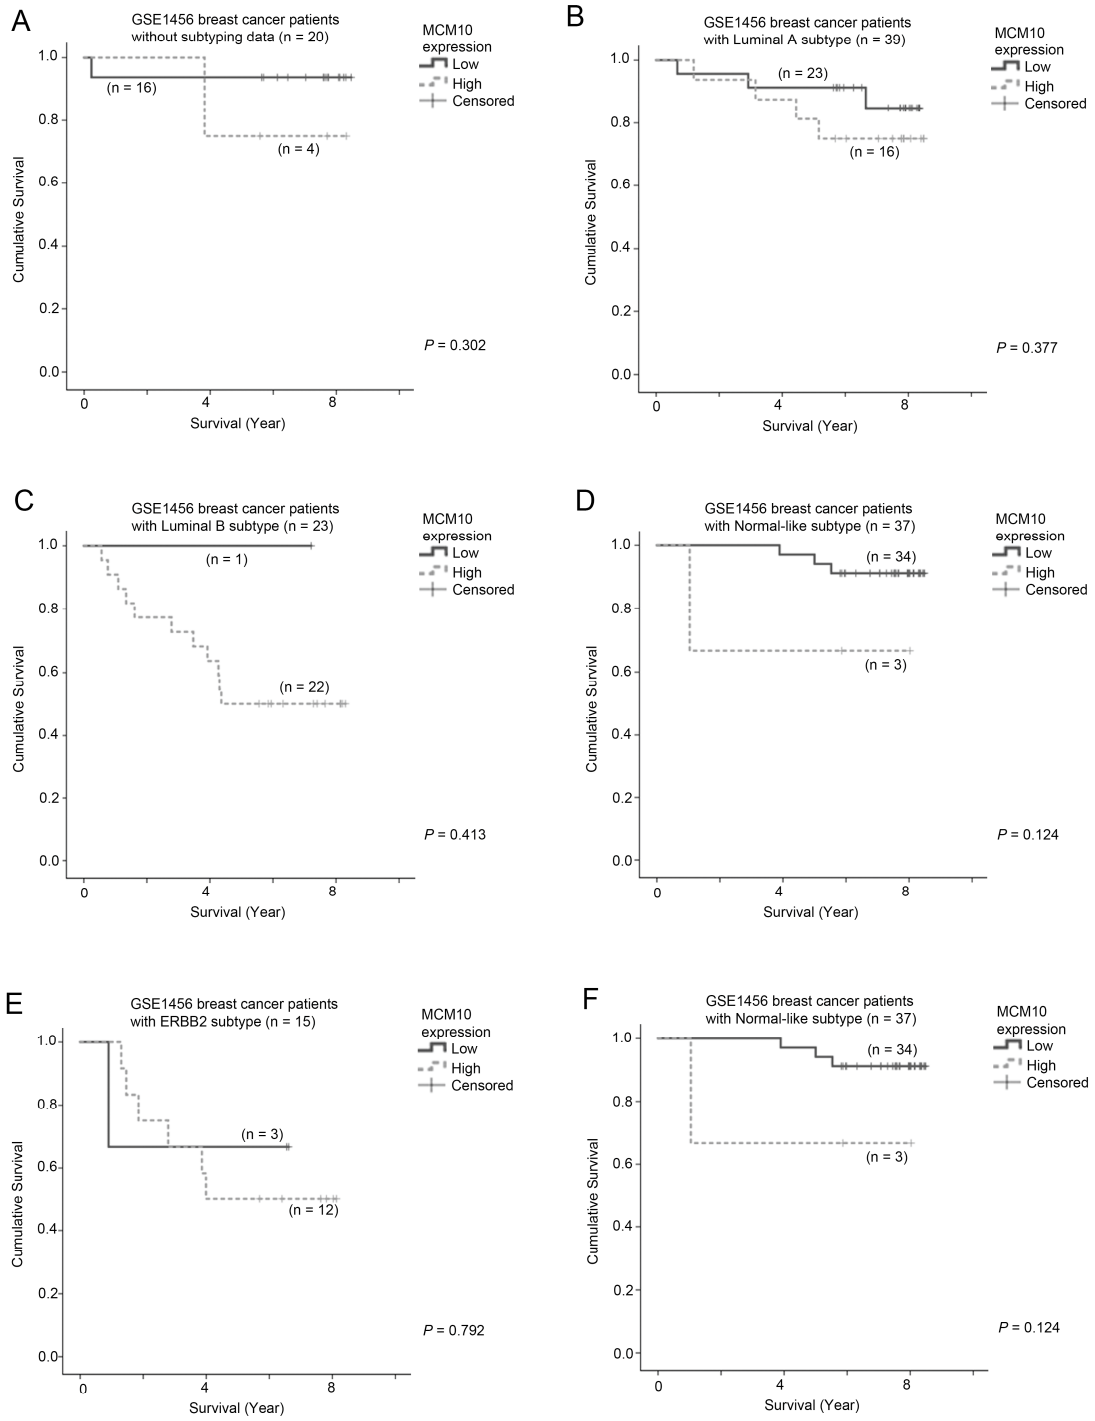 A
GSE1456 breast cancer patients
without subtyping data (n = 20)
MCM10
expression
Low
High
Censored
1.0
0.8
0.6
0.4
0.2
0.0
Cumulative Survival
(n = 16)
(n = 4)
P = 0.302
0 4 8
Survival (Year)
B
GSE1456 breast cancer patients
with Luminal A subtype (n = 39)
MCM10
expression
Low
High
Censored
1.0
0.8
0.6
0.4
0.2
0.0
Cumulative Survival
(n = 23)
(n = 16)
P = 0.377
0 4 8
Survival (Year)
C
GSE1456 breast cancer patients
with Luminal B subtype (n = 23)
MCM10
expression
Low
High
Censored
1.0
0.8
0.6
0.4
0.2
0.0
Cumulative Survival
(n = 1)
(n = 22)
P = 0.413
0 4 8
Survival (Year)
D
GSE1456 breast cancer patients
with Normal-like subtype (n = 37)
MCM10
expression
Low
High
Censored
1.0
0.8
0.6
0.4
0.2
0.0
Cumulative Survival
(n = 34)
(n = 3)
P = 0.124
0 4 8
Survival (Year)
E
GSE1456 breast cancer patients
with ERBB2 subtype (n = 15)
MCM10
expression
Low
High
Censored
1.0
0.8
0.6
0.4
0.2
0.0
Cumulative Survival
(n = 3)
(n = 12)
P = 0.792
0 4 8
Survival (Year)
F
GSE1456 breast cancer patients
with Normal-like subtype (n = 37)
MCM10
expression
Low
High
Censored
1.0
0.8
0.6
0.4
0.2
0.0
Cumulative Survival
(n = 34)
(n = 3)
P = 0.124
0 4 8
Survival (Year)